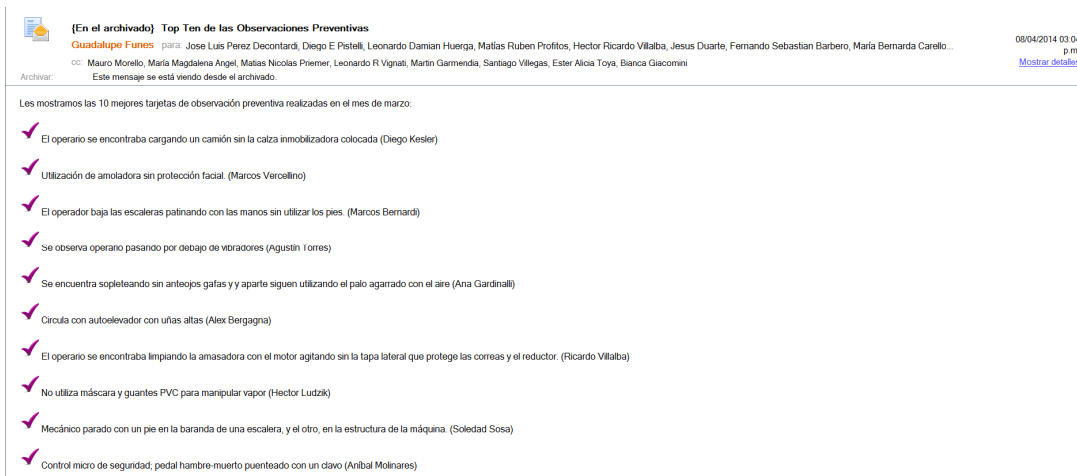 {En el archivado} Top Ten de las Observaciones Preventivas
Guadalupe Funes para: Jose Luis Perez Decontardi, Diego E Pistelli, Leonardo Damian Huerga, Matías Ruben Profitos, Hector Ricardo Villalba, Jesus Duarte, Fernando Sebastian Barbero, María Bernarda Carello...
08/04/2014 03:04
p.m
cc: Mauro Morello, María Magdalena Angel, Matias Nicolas Priemer, Leonardo R Vignati, Martin Garmendia, Santiago Villegas, Ester Alicia Toya, Bianca Giacomini
Mostrar detalles
Archivar: Este mensaje se está viendo desde el archivado.
Les mostramos las 10 mejores tarjetas de observación preventiva realizadas en el mes de marzo:
El operario se encontraba cargando un camión sin la calza inmobilizadora colocada (Diego Kesler)
Utilización de amoladora sin protección facial. (Marcos Vercellino)
El operador baja las escaleras patinando con las manos sin utilizar los pies. (Marcos Bernardi)
Se observa operario pasando por debajo de vibradores (Agustín Torres)
Se encuentra sopleteando sin anteojos gafas y y aparte siguen utilizando el palo agarrado con el aire (Ana Gardinalli)
Circula con autoelevador con uñas altas (Alex Bergagna)
El operario se encontraba limpiando la amasadora con el motor agitando sin la tapa lateral que protege las correas y el reductor. (Ricardo Villalba)
No utiliza máscara y guantes PVC para manipular vapor (Hector Ludzik)
Mecánico parado con un pie en la baranda de una escalera, y el otro, en la estructura de la máquina. (Soledad Sosa)
Control micro de seguridad; pedal hambre-muerto puenteado con un clavo (Aníbal Molinares)